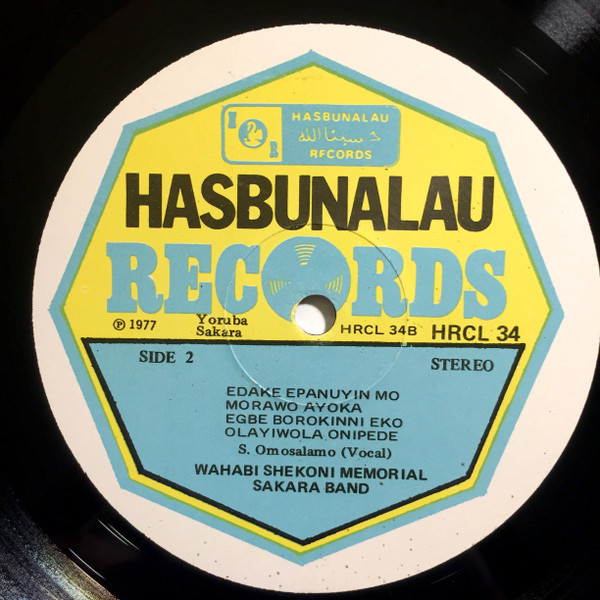 H R
HASBUNALAU
حسبنا الله
RECORDS
HASBUNALAU
RECORDS
℗ 1977
Yoruba
Sakara
HRCL 34B
HRCL 34
SIDE 2
STEREO
EDAKE EPANUYIN MO
MORAWO AYOKA
EGBE BOROKINNI EKO
OLAYIWOLA ONIPEDE
S. Omosalamo (Vocal)
WAHABI SHEKONI MEMORIAL
SAKARA BAND